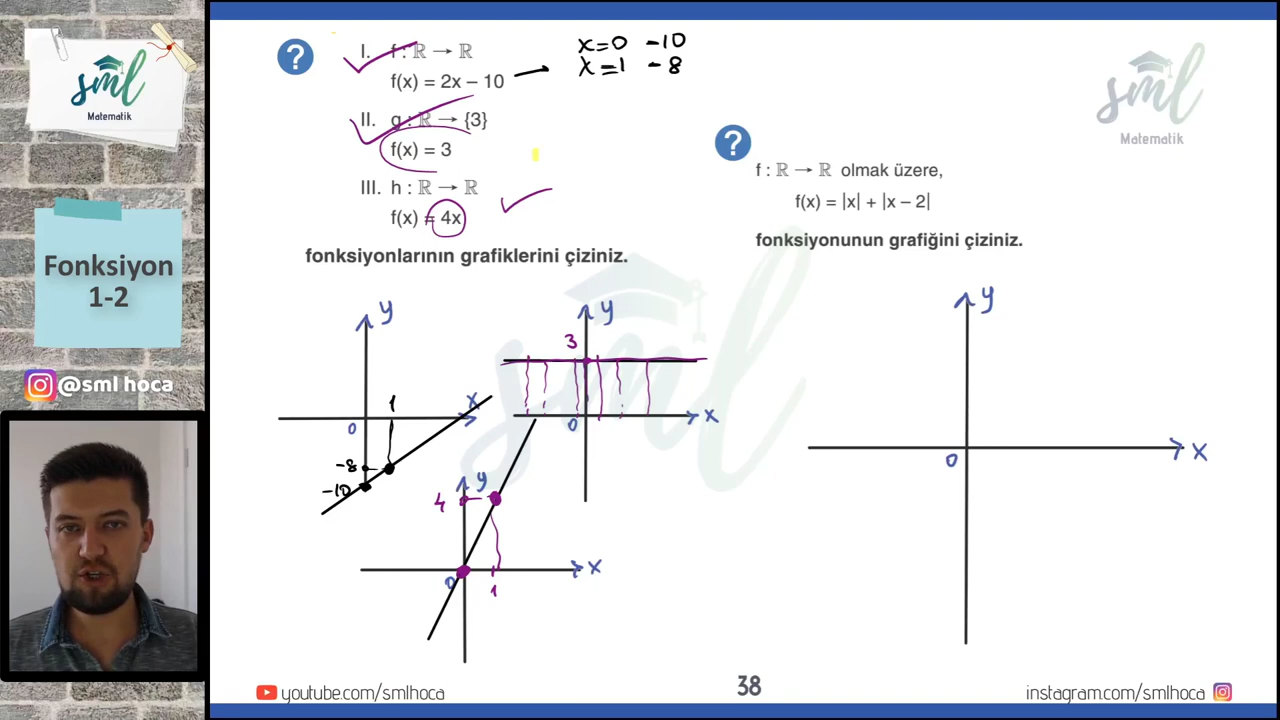 sml
Matematik
Fonksiyon
1-2
@sml hoca
I. f : ℝ → ℝ
f(x) = 2x – 10
x=0 -10
x=1 -8
II. g : ℝ → {3}
f(x) = 3
III. h : ℝ → ℝ
f(x) = 4x
fonksiyonlarının grafiklerini çiziniz.
y
1
x
0
-8
-10
y
3
0
x
4
y
0
1
x
sml
sml
Matematik
f : ℝ → ℝ olmak üzere,
f(x) = |x| + |x – 2|
fonksiyonunun grafiğini çiziniz.
y
0
x
youtube.com/smlhoca
38
instagram.com/smlhoca